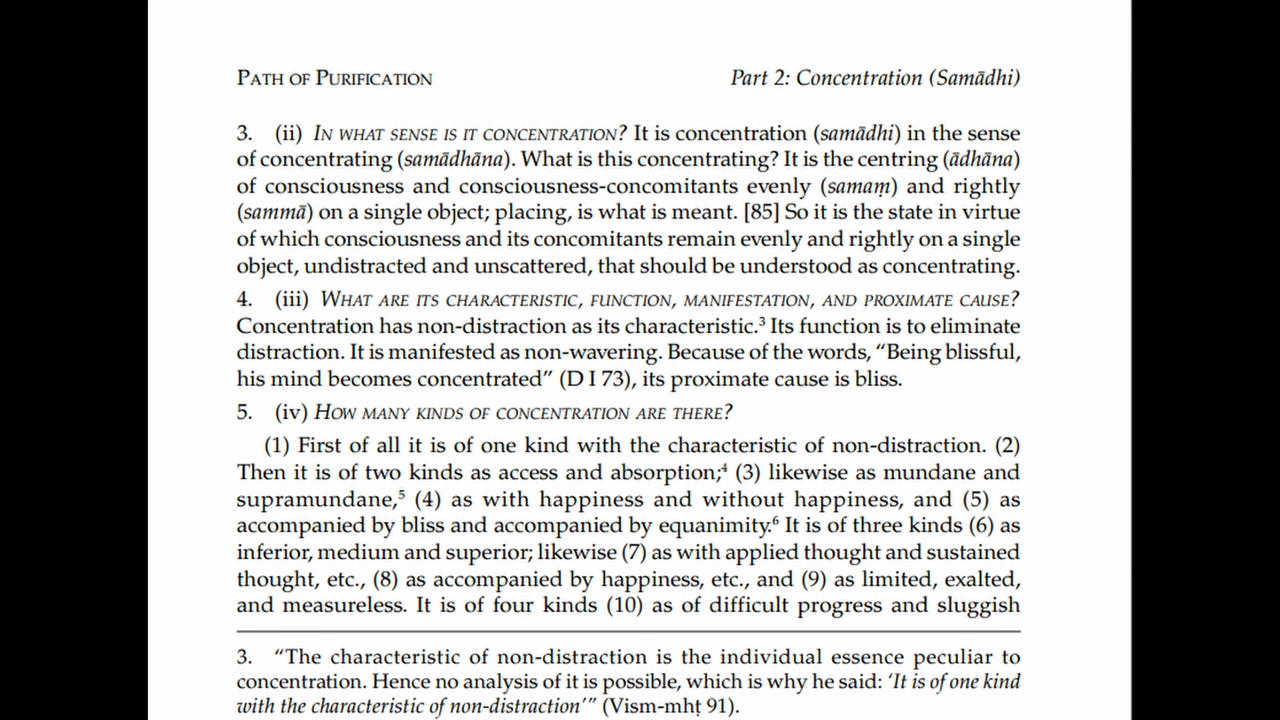 PATH OF PURIFICATION Part 2: Concentration (Samādhi)
3. (ii) IN WHAT SENSE IS IT CONCENTRATION? It is concentration (samādhi) in the sense
of concentrating (samādhāna). What is this concentrating? It is the centring (ādhāna)
of consciousness and consciousness-concomitants evenly (samaṃ) and rightly
(sammā) on a single object; placing, is what is meant. [85] So it is the state in virtue
of which consciousness and its concomitants remain evenly and rightly on a single
object, undistracted and unscattered, that should be understood as concentrating.
4. (iii) WHAT ARE ITS CHARACTERISTIC, FUNCTION, MANIFESTATION, AND PROXIMATE CAUSE?
Concentration has non-distraction as its characteristic.³ Its function is to eliminate
distraction. It is manifested as non-wavering. Because of the words, “Being blissful,
his mind becomes concentrated” (D I 73), its proximate cause is bliss.
5. (iv) HOW MANY KINDS OF CONCENTRATION ARE THERE?
(1) First of all it is of one kind with the characteristic of non-distraction. (2)
Then it is of two kinds as access and absorption;⁴ (3) likewise as mundane and
supramundane,⁵ (4) as with happiness and without happiness, and (5) as
accompanied by bliss and accompanied by equanimity.⁶ It is of three kinds (6) as
inferior, medium and superior; likewise (7) as with applied thought and sustained
thought, etc., (8) as accompanied by happiness, etc., and (9) as limited, exalted,
and measureless. It is of four kinds (10) as of difficult progress and sluggish
3. “The characteristic of non-distraction is the individual essence peculiar to
concentration. Hence no analysis of it is possible, which is why he said: ‘It is of one kind
with the characteristic of non-distraction’” (Vism-mhṭ 91).